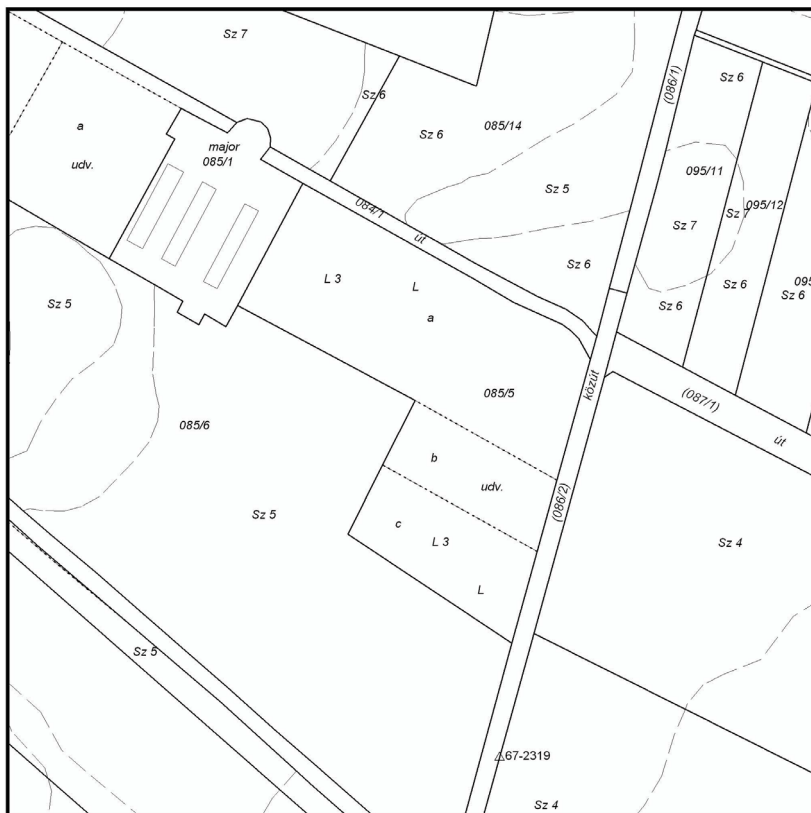 Sz 7
(086/1)
Sz 6
Sz 6
a
Sz 6
085/14
major
085/1
udv.
095/11
Sz 5
084/1
út
095/12
Sz 7
Sz 7
Sz 6
L 3
L
Sz 6
095
Sz 6
Sz 5
Sz 6
a
085/5
közút
(087/1)
út
085/6
b
udv.
(086/2)
Sz 5
c
L 3
Sz 4
L
Sz 5
67-2319
Sz 4